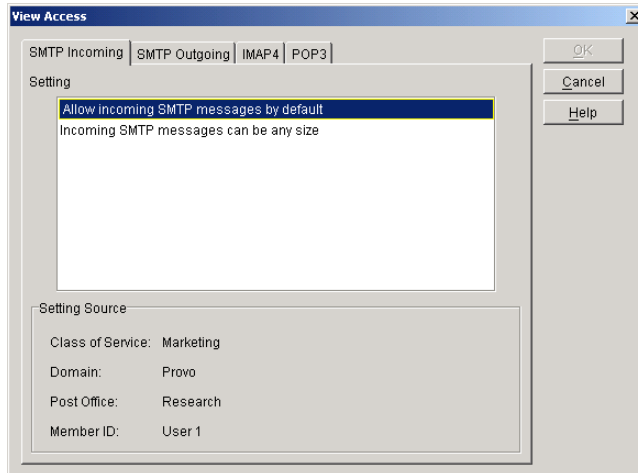 View Access
SMTP Incoming
SMTP Outgoing
IMAP4
POP3
OK
Cancel
Help
Setting
Allow incoming SMTP messages by default
Incoming SMTP messages can be any size
Setting Source
Class of Service: Marketing
Domain: Provo
Post Office: Research
Member ID: User 1